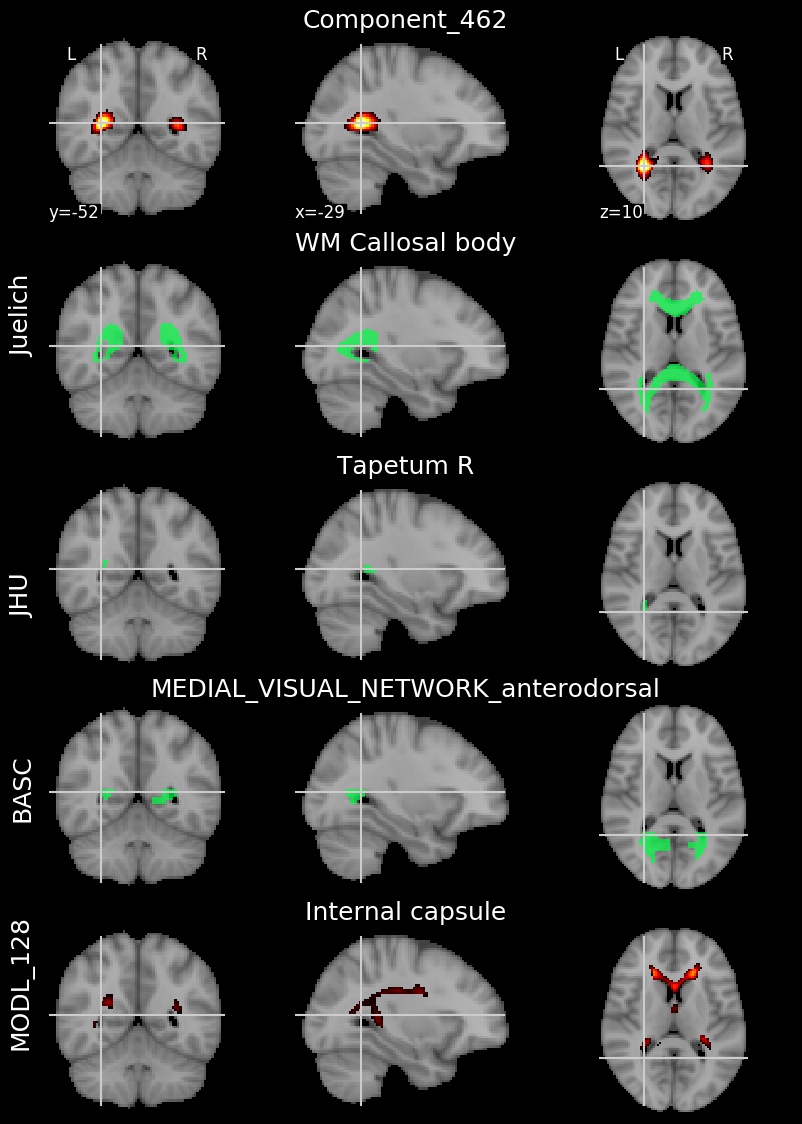 Component_462
L R
L R
y=-52
x=-29
z=10
WM Callosal body
Juelich
Tapetum R
JHU
MEDIAL_VISUAL_NETWORK_anterodorsal
BASC
Internal capsule
MODL_128